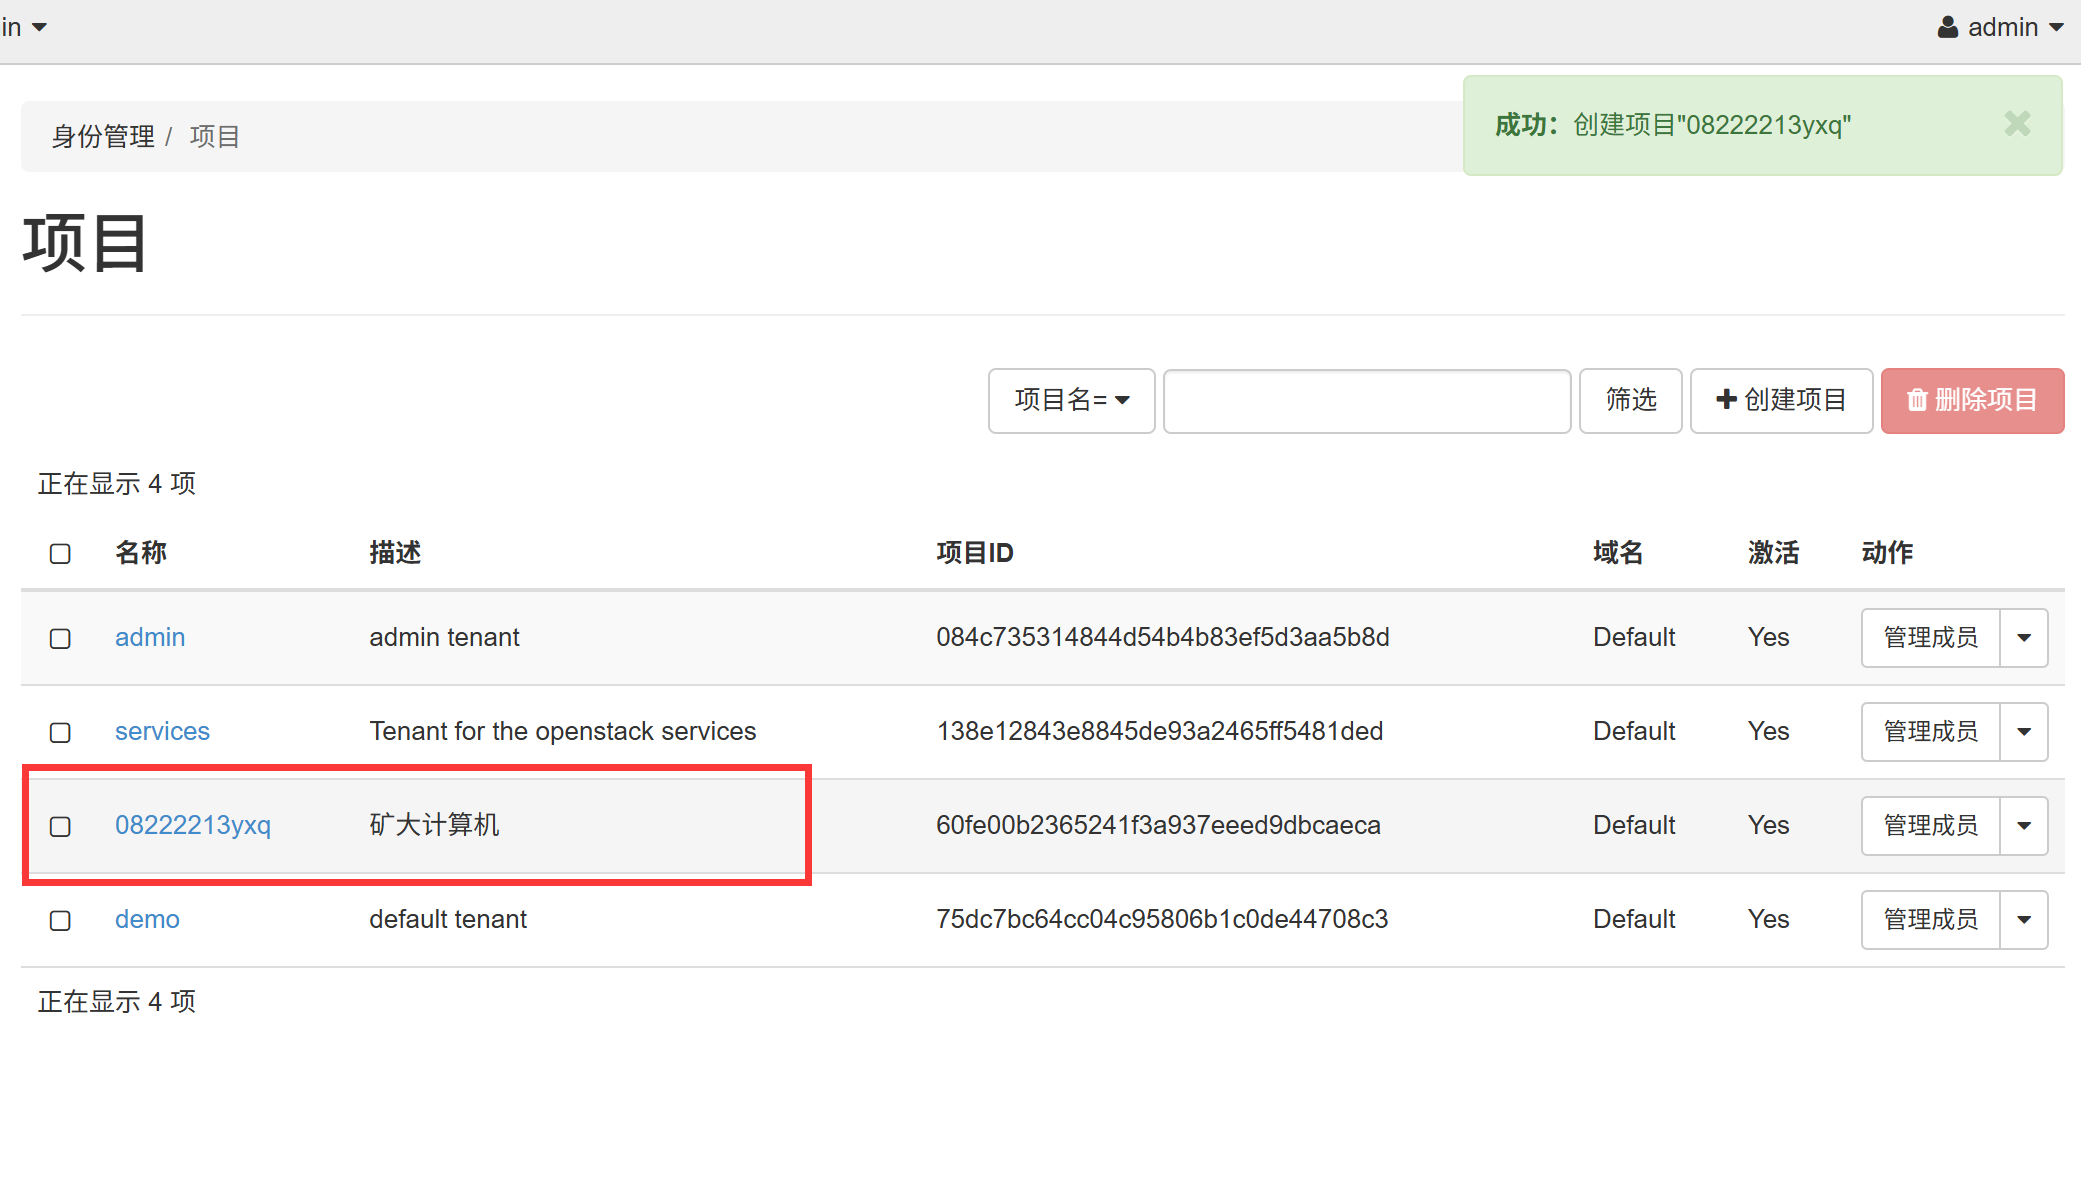 in admin
身份管理 / 项目
成功：创建项目"08222213yxq"
项目
项目名= 筛选 创建项目 删除项目
正在显示 4 项
名称 描述 项目ID 域名 激活 动作
admin admin tenant 084c735314844d54b4b83ef5d3aa5b8d Default Yes 管理成员
services Tenant for the openstack services 138e12843e8845de93a2465ff5481ded Default Yes 管理成员
08222213yxq 矿大计算机 60fe00b2365241f3a937eeed9dbcaeca Default Yes 管理成员
demo default tenant 75dc7bc64cc04c95806b1c0de44708c3 Default Yes 管理成员
正在显示 4 项